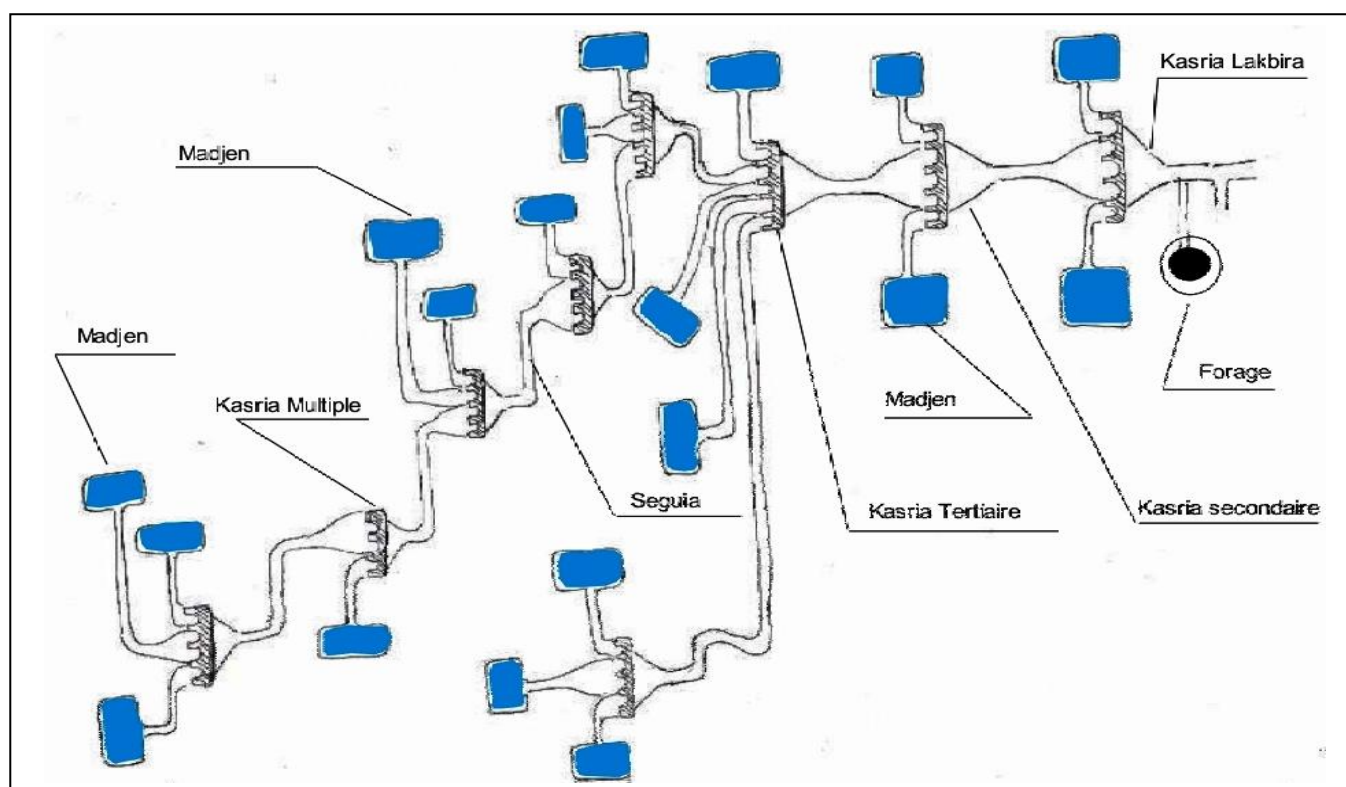 Kasria Lakbira
Madjen
Madjen
Forage
Kasria Multiple
Madjen
Seguia
Kasria Tertiaire
Kasria secondaire